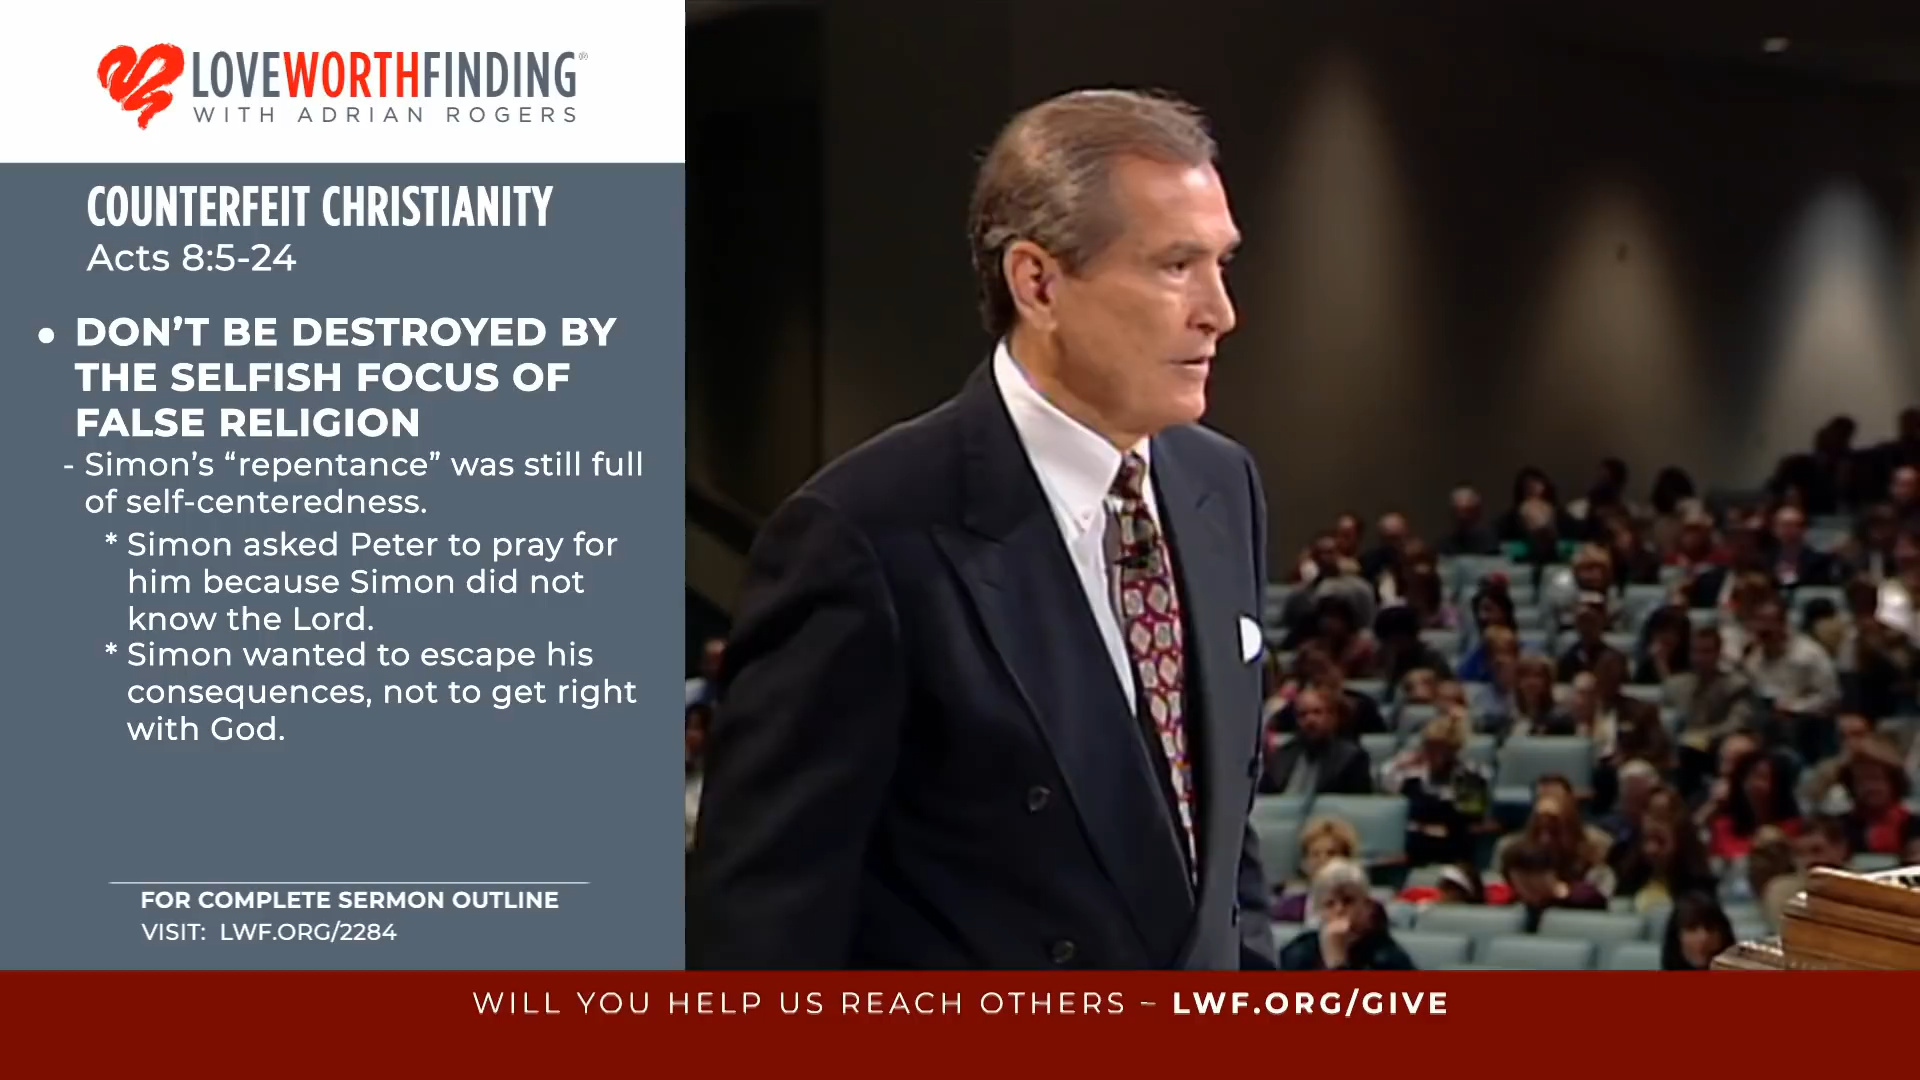 LOVEWORTHFINDING®
WITH ADRIAN ROGERS
COUNTERFEIT CHRISTIANITY
Acts 8:5-24
• DON’T BE DESTROYED BY
THE SELFISH FOCUS OF
FALSE RELIGION
- Simon’s “repentance” was still full
of self-centeredness.
* Simon asked Peter to pray for
him because Simon did not
know the Lord.
* Simon wanted to escape his
consequences, not to get right
with God.
FOR COMPLETE SERMON OUTLINE
VISIT: LWF.ORG/2284
WILL YOU HELP US REACH OTHERS – LWF.ORG/GIVE